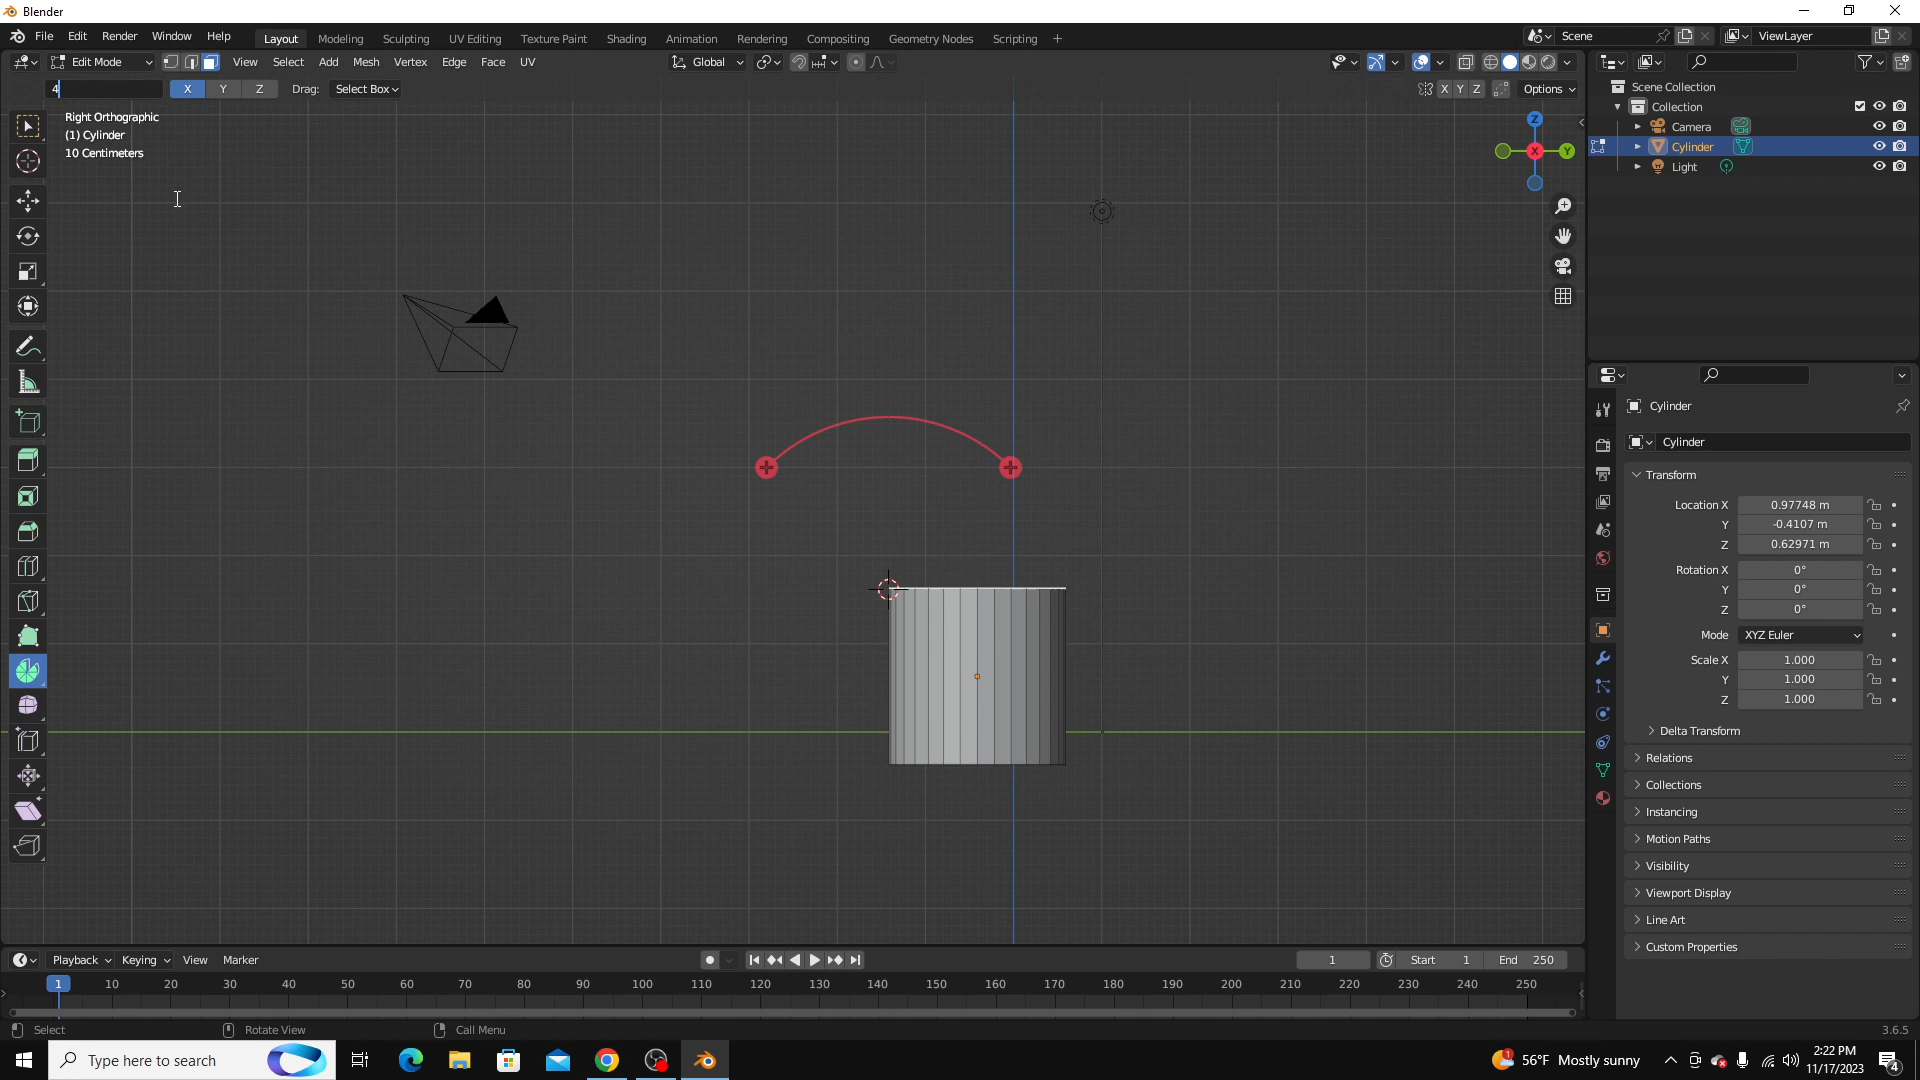 Blender
File Edit Render Window Help Layout Modeling Sculpting UV Editing Texture Paint Shading Animation Rendering Compositing Geometry Nodes Scripting + Scene ViewLayer
Edit Mode View Select Add Mesh Vertex Edge Face UV Global
4 X Y Z Drag: Select Box X Y Z Options
Right Orthographic
(1) Cylinder
10 Centimeters
Z
X
Y
Scene Collection
Collection
Camera
Cylinder
Light
Cylinder
Cylinder
Transform
Location X 0.97748 m
Y -0.4107 m
Z 0.62971 m
Rotation X 0°
Y 0°
Z 0°
Mode XYZ Euler
Scale X 1.000
Y 1.000
Z 1.000
Delta Transform
Relations
Collections
Instancing
Motion Paths
Visibility
Viewport Display
Line Art
Custom Properties
Playback Keying View Marker 1 Start 1 End 250
1 10 20 30 40 50 60 70 80 90 100 110 120 130 140 150 160 170 180 190 200 210 220 230 240 250
Select Rotate View Call Menu 3.6.5
Type here to search 1 56°F Mostly sunny 2:22 PM
11/17/2023 4